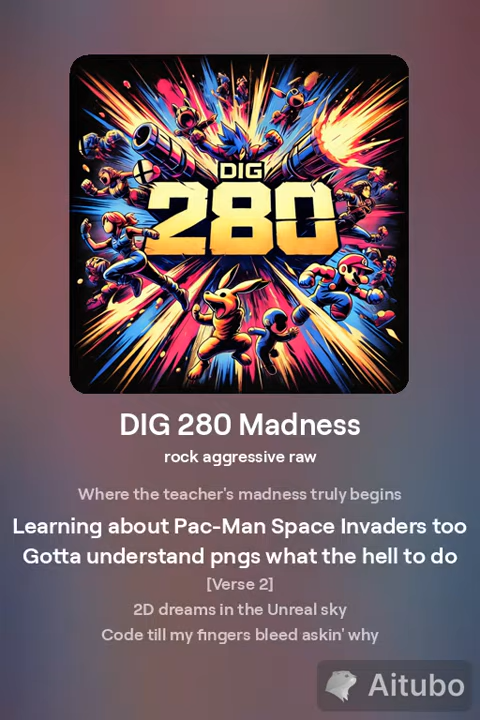 DIG
280
DIG 280 Madness
rock aggressive raw
Where the teacher's madness truly begins
Learning about Pac-Man Space Invaders too
Gotta understand pngs what the hell to do
[Verse 2]
2D dreams in the Unreal sky
Code till my fingers bleed askin' why
Aitubo